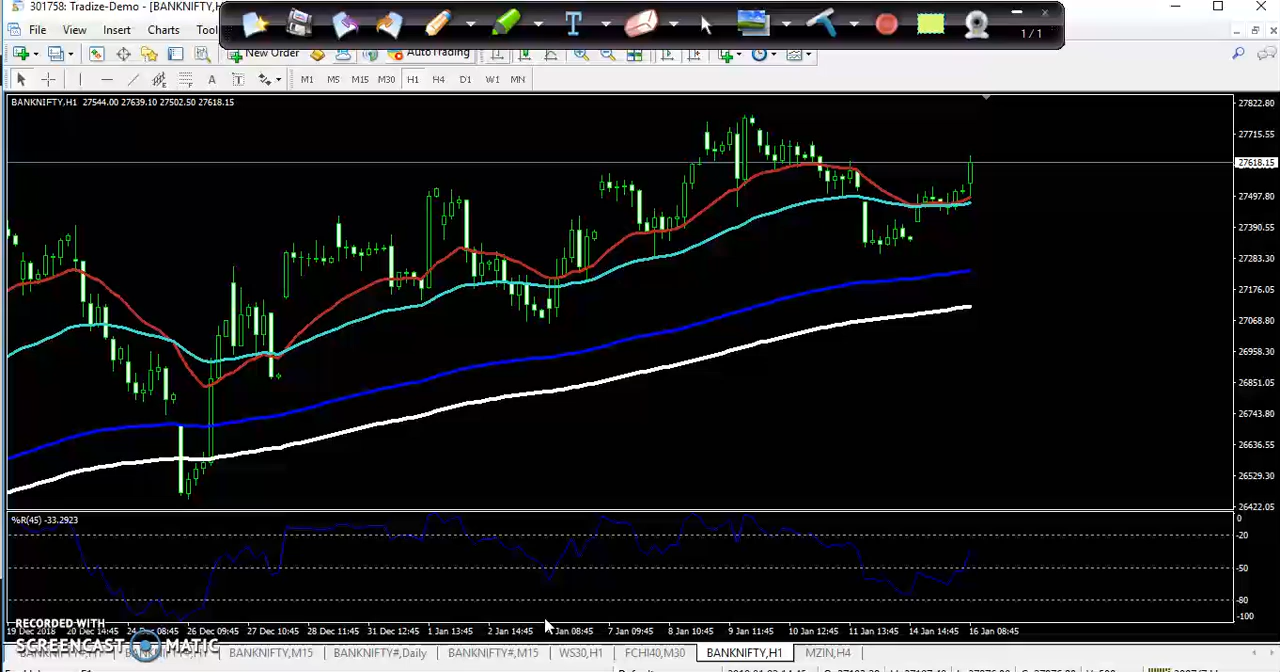 301758: Tradize-Demo - [BANKNIFTY,H
1/1
File View Insert Charts Tool
New Order AutoTrading
A T M1 M5 M15 M30 H1 H4 D1 W1 MN
BANKNIFTY,H1 27544.00 27639.10 27502.50 27618.15
27822.80
27715.55
27618.15
27497.80
27390.55
27283.30
27176.05
27068.80
26958.30
26851.05
26743.80
26636.55
26529.30
26422.05
%R(45) -33.2923
0
-20
-50
-80
-100
RECORDED WITH
SCREENCAST MATIC
19 Dec 2018 20 Dec 14:45 24 Dec 08:45 26 Dec 09:45 27 Dec 10:45 28 Dec 11:45 31 Dec 12:45 1 Jan 13:45 2 Jan 14:45 Jan 08:45 7 Jan 09:45 8 Jan 10:45 9 Jan 11:45 10 Jan 12:45 11 Jan 13:45 14 Jan 14:45 16 Jan 08:45
BANKNIFTY,M15 BANKNIFTY#,Daily BANKNIFTY#,M15 WS30,H1 FCHI40,M30 BANKNIFTY,H1 MZIN,H4